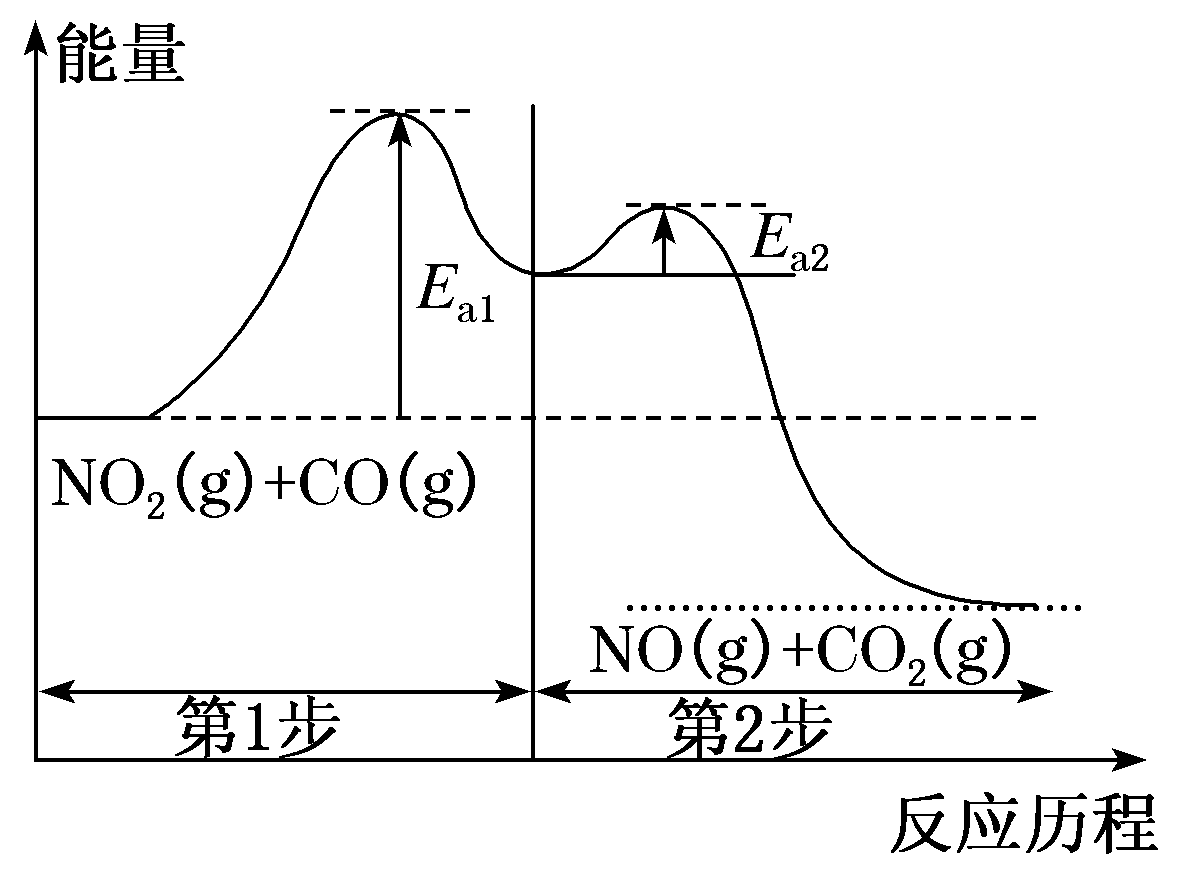 能量
Eₐ₁
Eₐ₂
NO₂(g)+CO(g)
NO(g)+CO₂(g)
第1步
第2步
反应历程